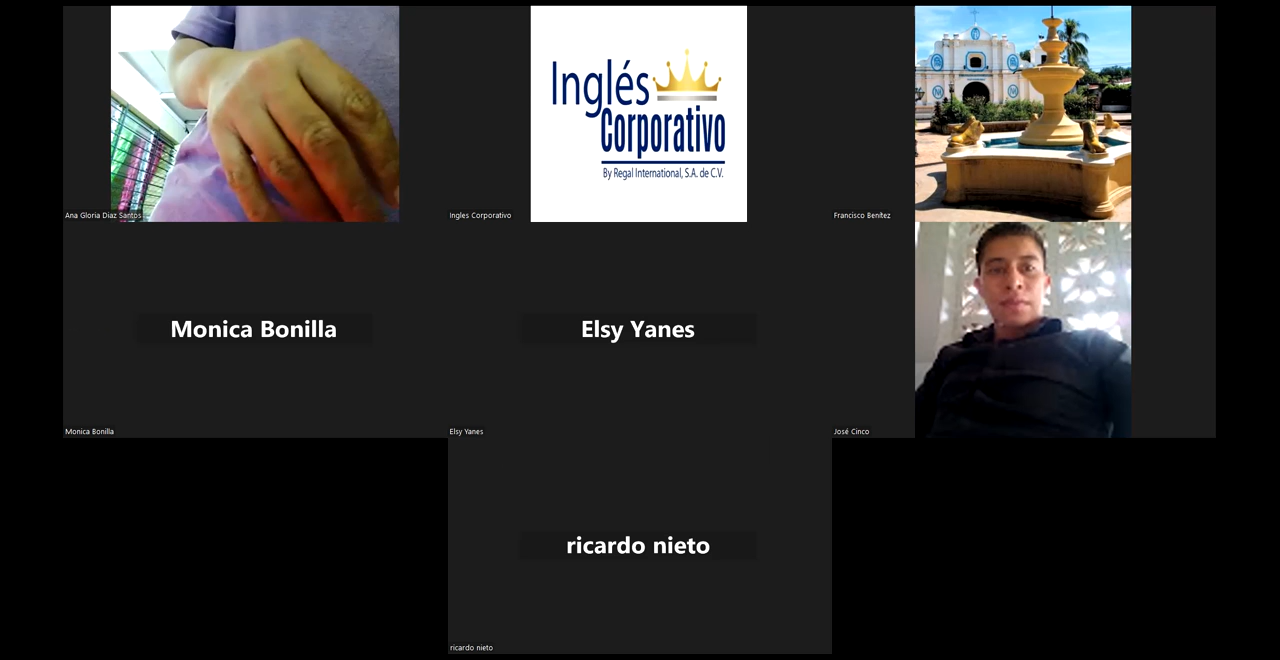 Inglés
Corporativo
By Regal International, S.A. de C.V.
Ana Gloria Diaz Santos
Ingles Corporativo
Francisco Benítez
Monica Bonilla
Elsy Yanes
Monica Bonilla
Elsy Yanes
José Cinco
ricardo nieto
ricardo nieto